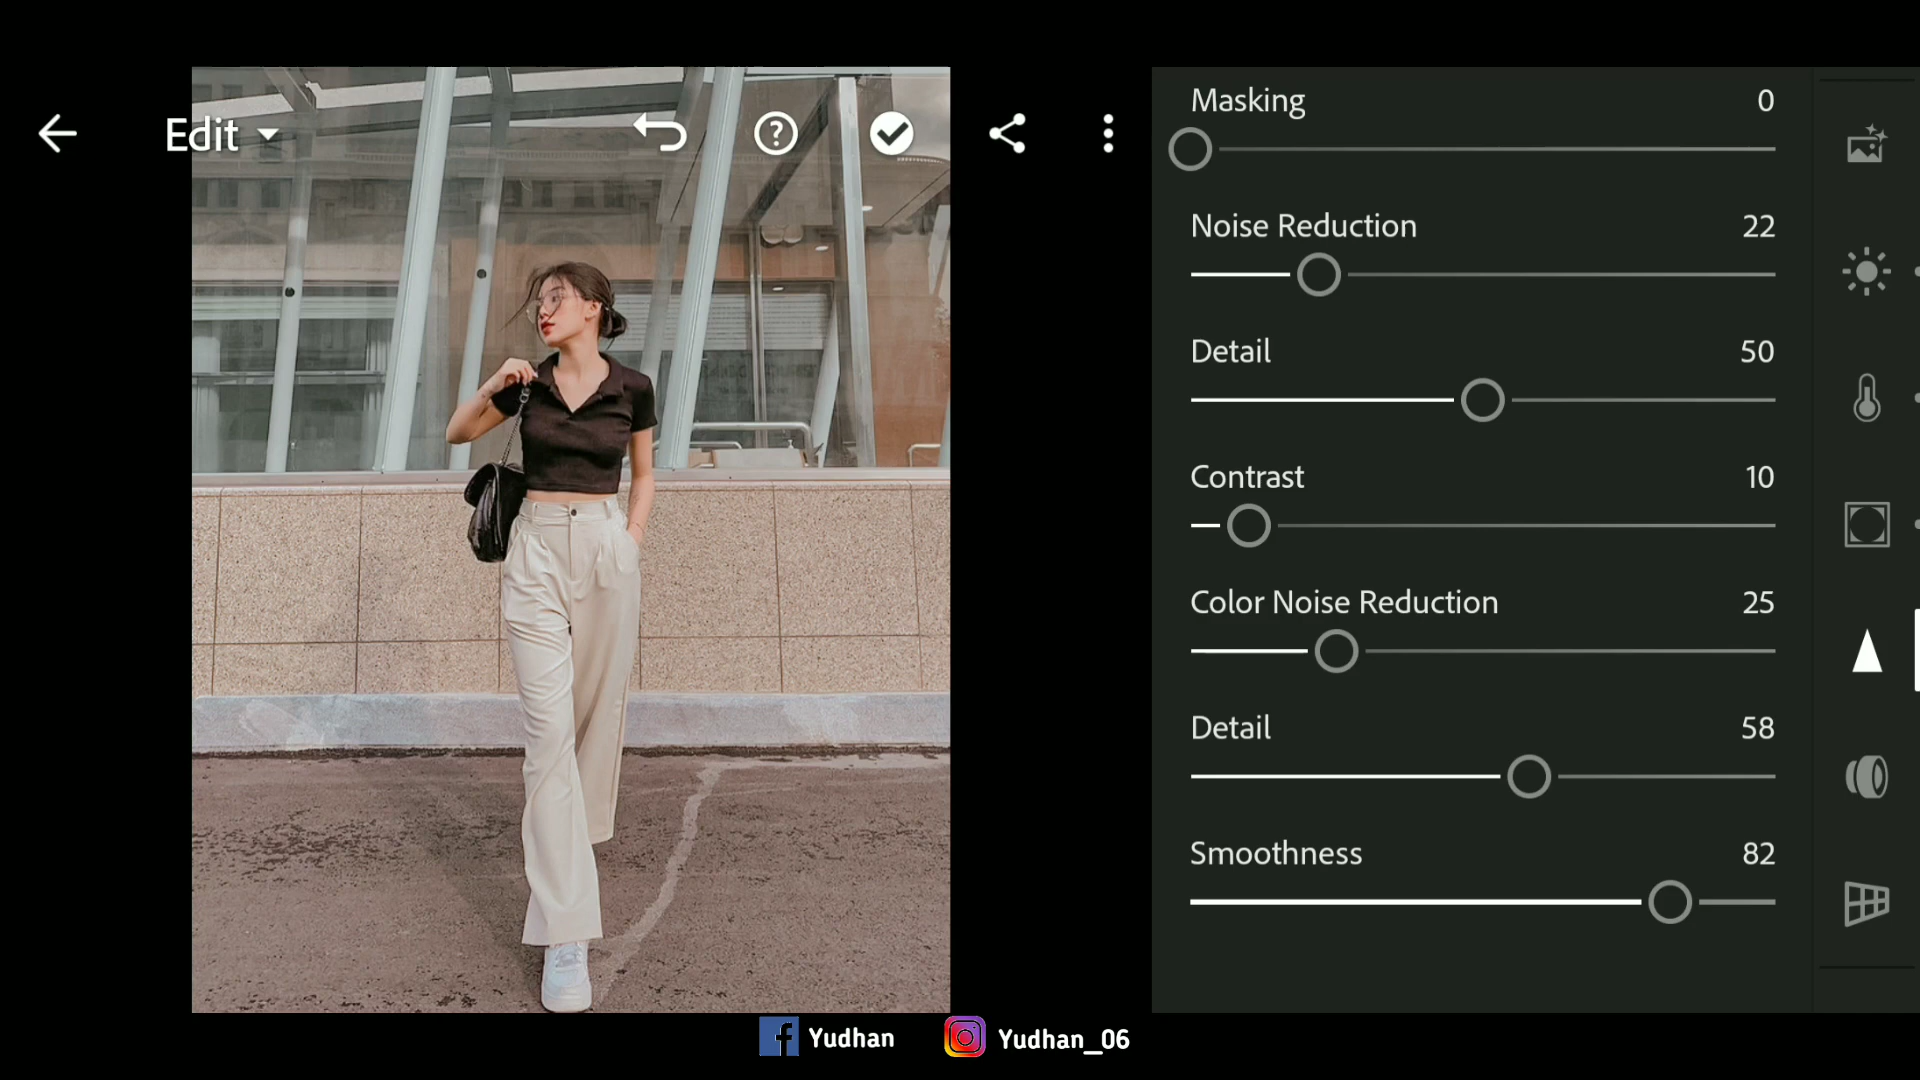 Edit
Masking 0
Noise Reduction 22
Detail 50
Contrast 10
Color Noise Reduction 25
Detail 58
Smoothness 82
Yudhan Yudhan_06